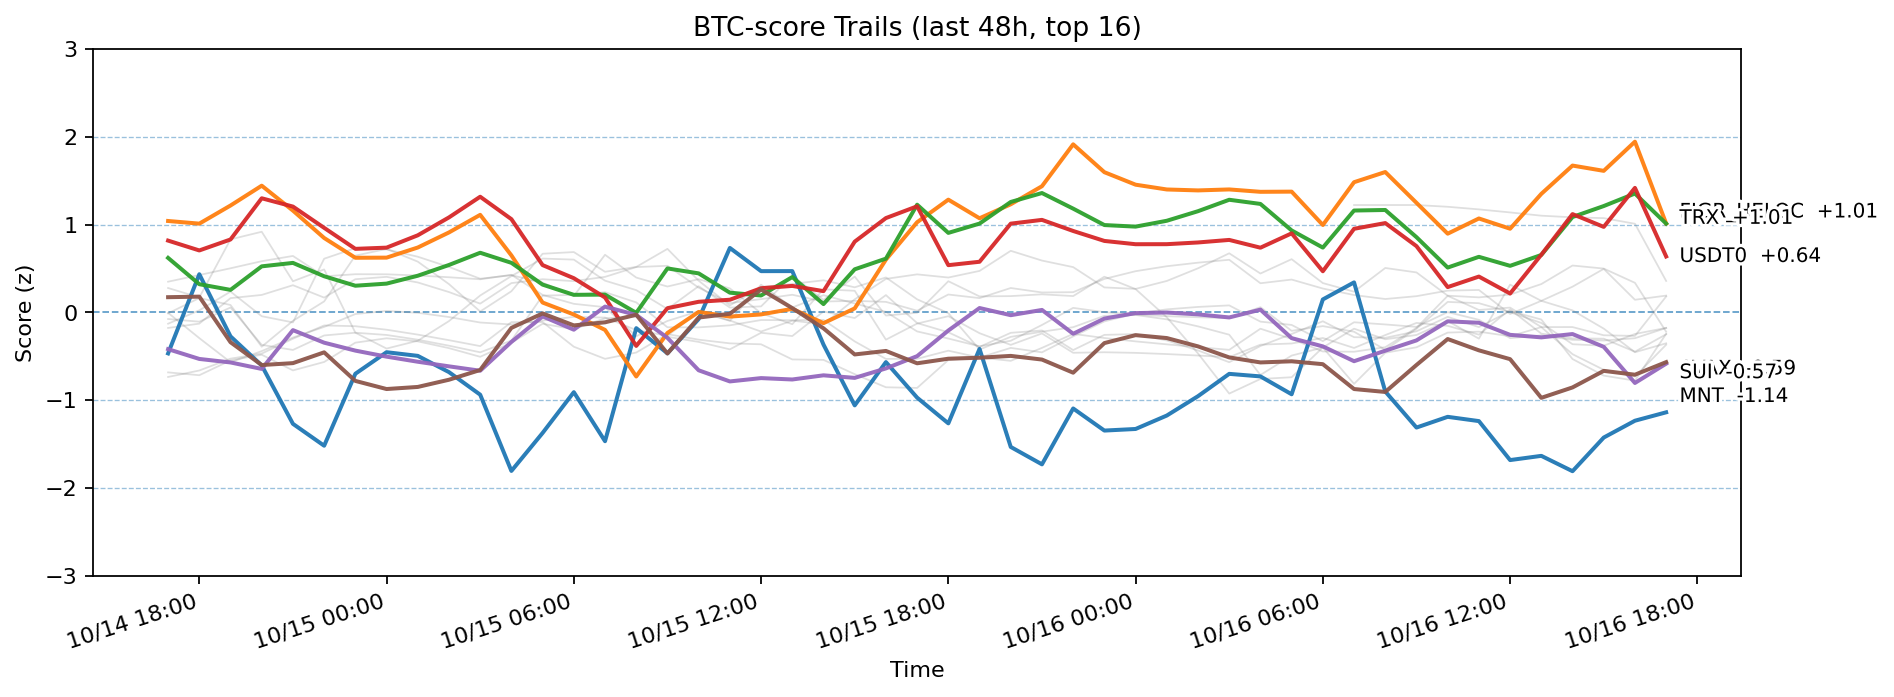 BTC-score Trails (last 48h, top 16)
Score (z)
3
2
1
0
−1
−2
−3
+1.01
TRX +1.01
USDT0 +0.64
SUI -0.57
MNT -1.14
10/14 18:00
10/15 00:00
10/15 06:00
10/15 12:00
10/15 18:00
10/16 00:00
10/16 06:00
10/16 12:00
10/16 18:00
Time